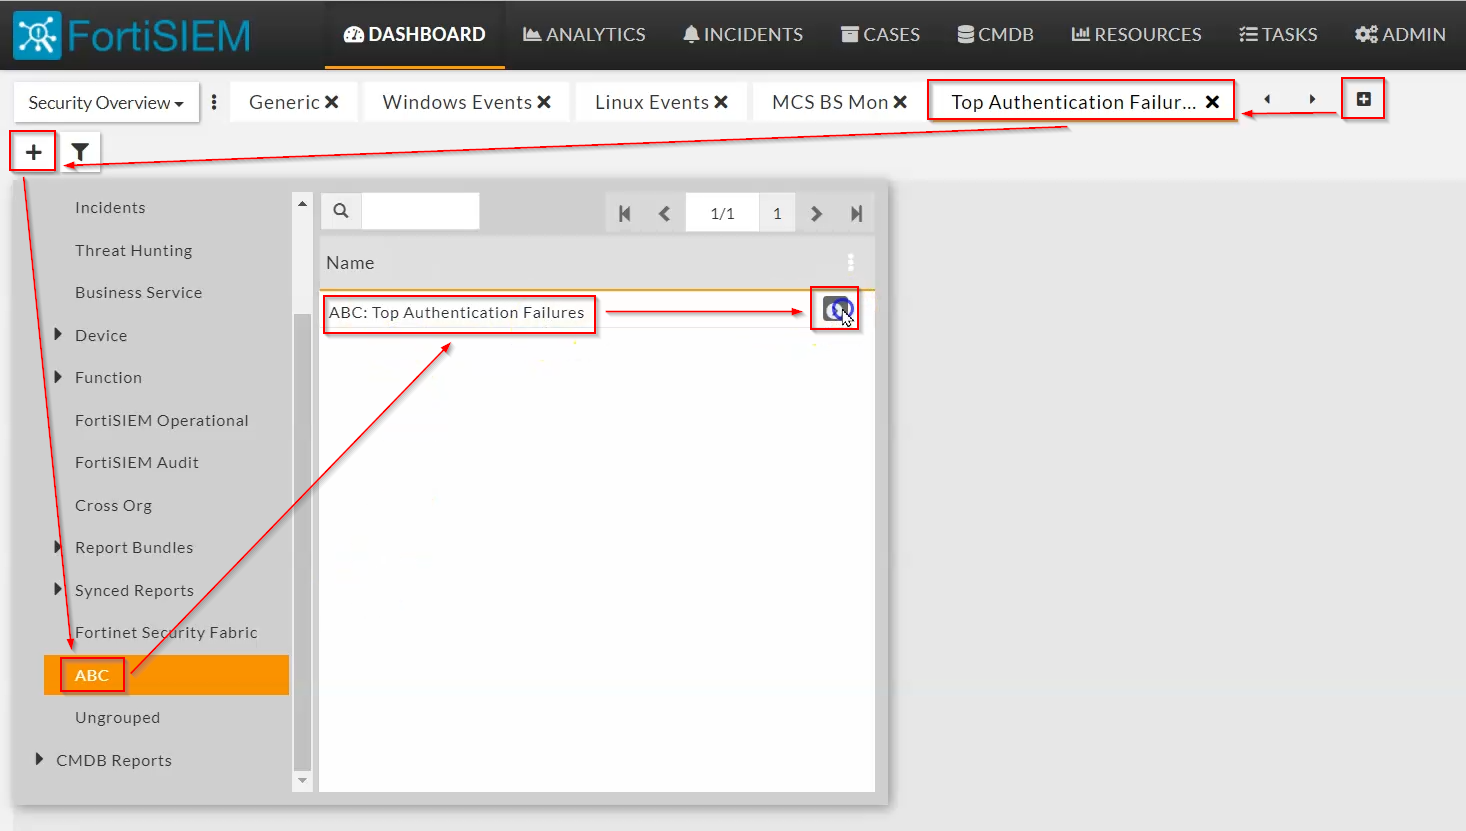 FortiSIEM DASHBOARD ANALYTICS INCIDENTS CASES CMDB RESOURCES TASKS ADMIN
Security Overview Generic Windows Events Linux Events MCS BS Mon Top Authentication Failur...
Incidents
Threat Hunting
Business Service
Device
Function
FortiSIEM Operational
FortiSIEM Audit
Cross Org
Report Bundles
Synced Reports
Fortinet Security Fabric
ABC
Ungrouped
CMDB Reports
1/1 1
Name
ABC: Top Authentication Failures